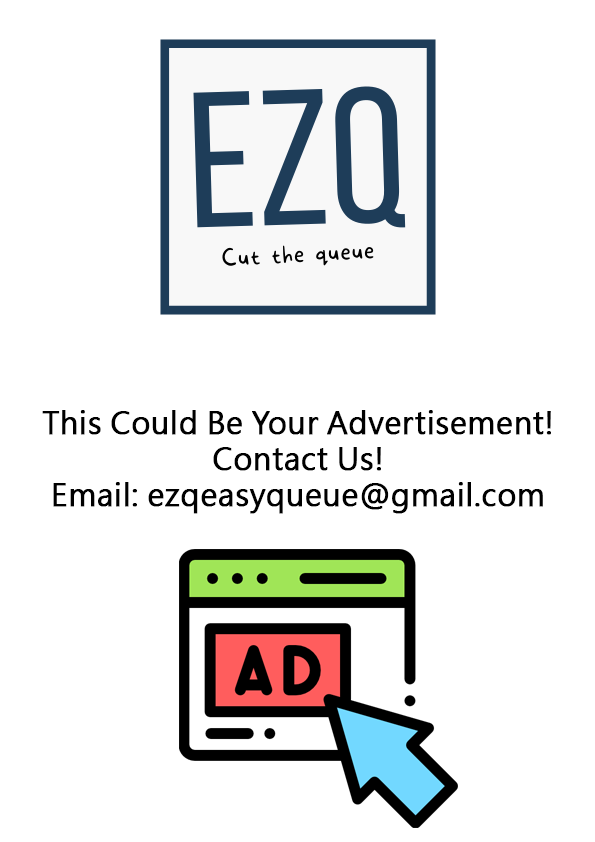 EZQ
Cut the queue
This Could Be Your Advertisement!
Contact Us!
Email: ezqeasyqueue@gmail.com
AD